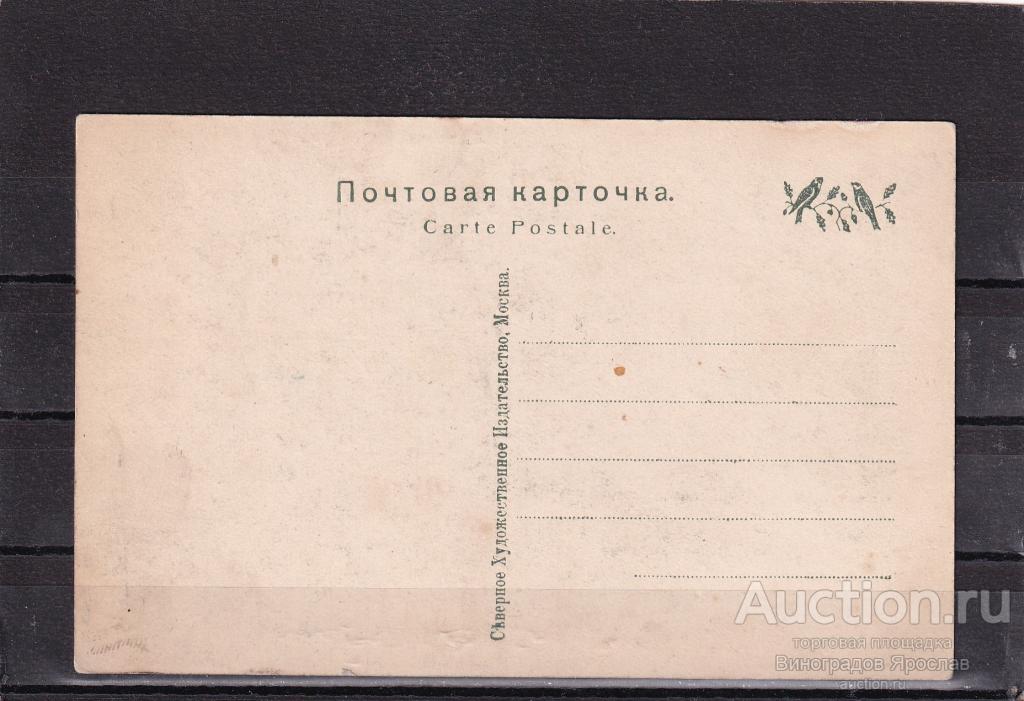 Почтовая карточка.
Carte Postale.
Сѣверное Художественное Издательство, Москва.
Auction.ru
торговая площадка
Виноградов Ярослав
auction.ru